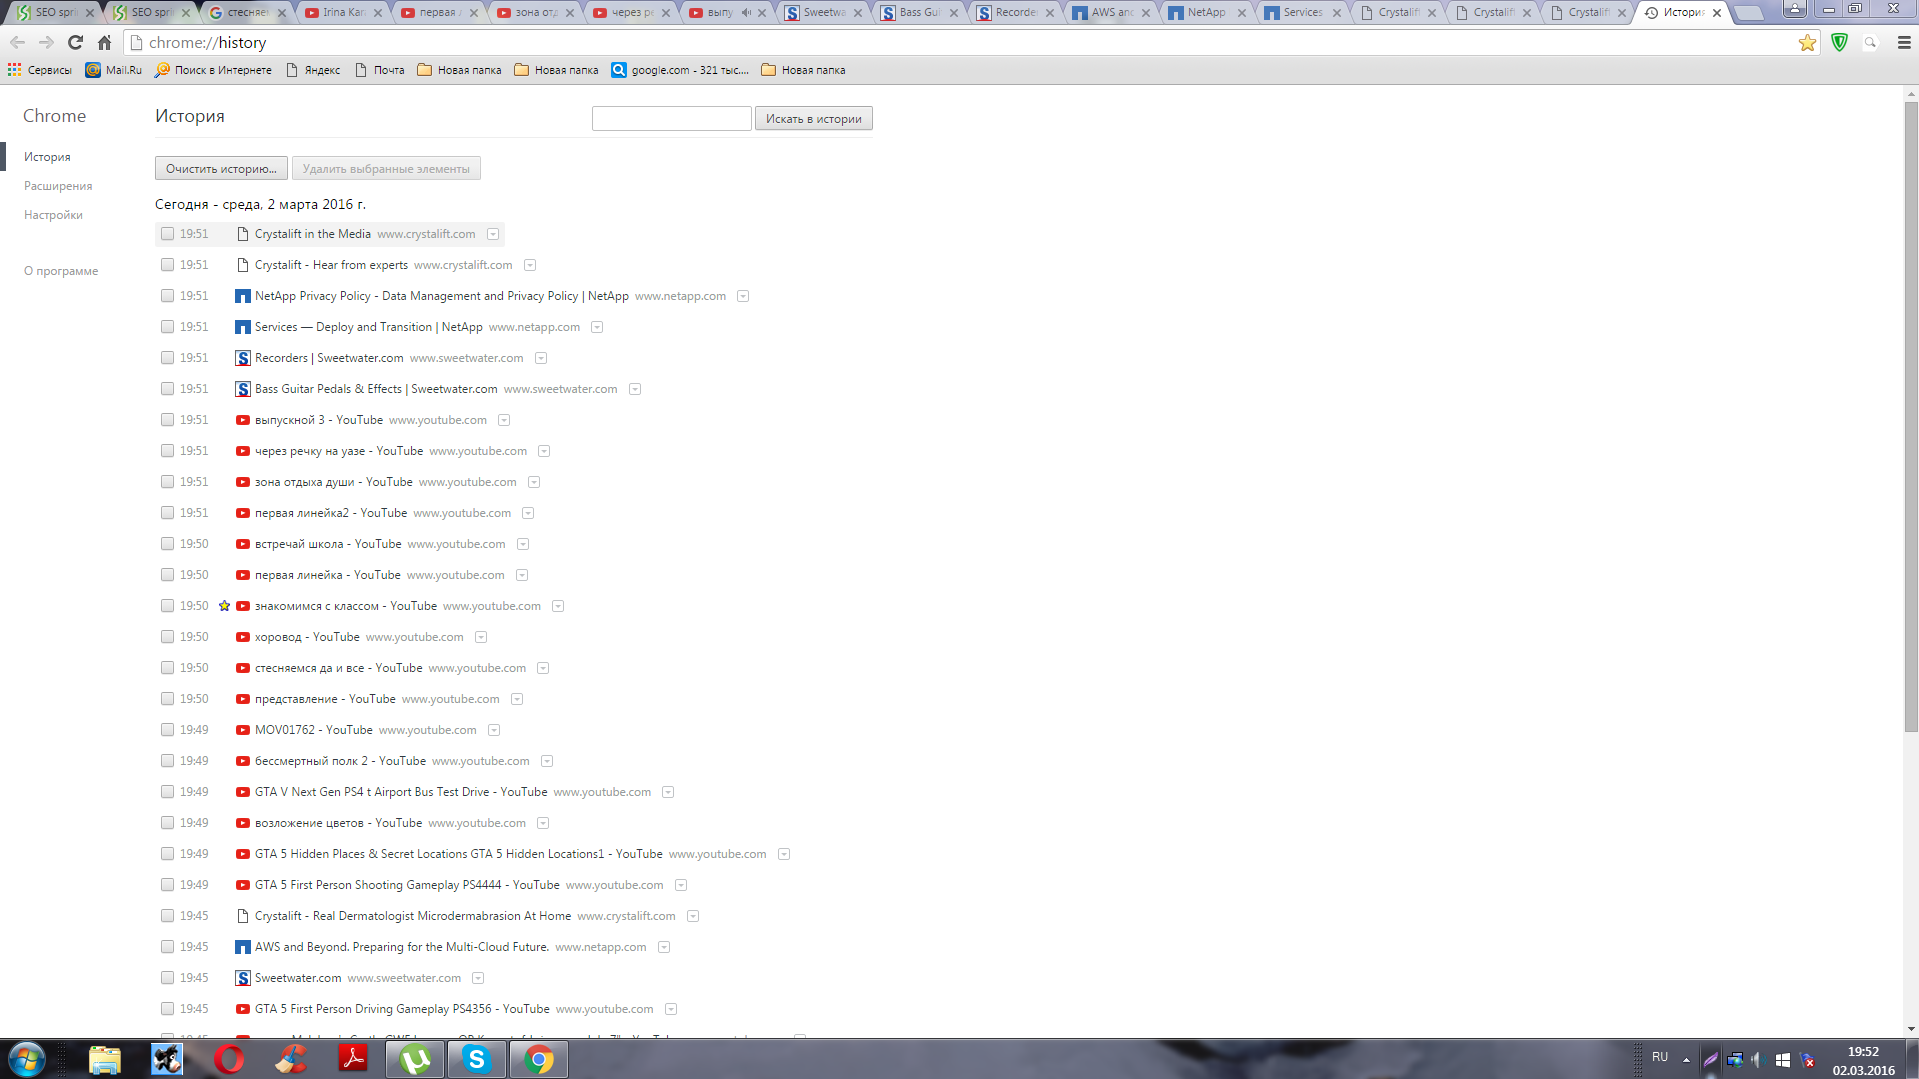 SEO spri
SEO spri
стесняем
Irina Kara
первая л
зона отд
через ре
выпу
Sweetwa
Bass Gui
Recorde
AWS and
NetApp
Services
Crystalift
Crystalift
Crystalift
История
chrome://history
Сервисы
Mail.Ru
Поиск в Интернете
Яндекс
Почта
Новая папка
Новая папка
google.com - 321 тыс....
Новая папка
Chrome
История
Искать в истории
История
Расширения
Настройки
О программе
Очистить историю...
Удалить выбранные элементы
Сегодня - среда, 2 марта 2016 г.
19:51 Crystalift in the Media www.crystalift.com
19:51 Crystalift - Hear from experts www.crystalift.com
19:51 NetApp Privacy Policy - Data Management and Privacy Policy | NetApp www.netapp.com
19:51 Services — Deploy and Transition | NetApp www.netapp.com
19:51 Recorders | Sweetwater.com www.sweetwater.com
19:51 Bass Guitar Pedals & Effects | Sweetwater.com www.sweetwater.com
19:51 выпускной 3 - YouTube www.youtube.com
19:51 через речку на уазе - YouTube www.youtube.com
19:51 зона отдыха души - YouTube www.youtube.com
19:51 первая линейка2 - YouTube www.youtube.com
19:50 встречай школа - YouTube www.youtube.com
19:50 первая линейка - YouTube www.youtube.com
19:50 знакомимся с классом - YouTube www.youtube.com
19:50 хоровод - YouTube www.youtube.com
19:50 стесняемся да и все - YouTube www.youtube.com
19:50 представление - YouTube www.youtube.com
19:49 MOV01762 - YouTube www.youtube.com
19:49 бессмертный полк 2 - YouTube www.youtube.com
19:49 GTA V Next Gen PS4 t Airport Bus Test Drive - YouTube www.youtube.com
19:49 возложение цветов - YouTube www.youtube.com
19:49 GTA 5 Hidden Places & Secret Locations GTA 5 Hidden Locations1 - YouTube www.youtube.com
19:49 GTA 5 First Person Shooting Gameplay PS4444 - YouTube www.youtube.com
19:45 Crystalift - Real Dermatologist Microdermabrasion At Home www.crystalift.com
19:45 AWS and Beyond. Preparing for the Multi-Cloud Future. www.netapp.com
19:45 Sweetwater.com www.sweetwater.com
19:45 GTA 5 First Person Driving Gameplay PS4356 - YouTube www.youtube.com
RU
19:52
02.03.2016